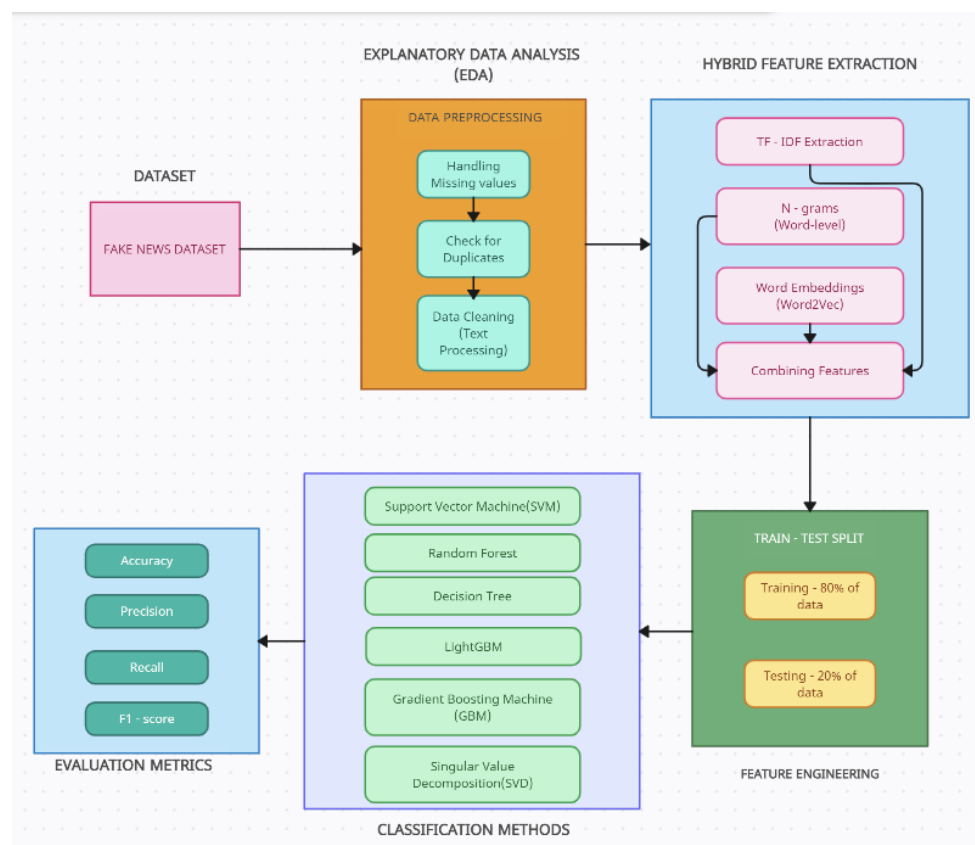 EXPLANATORY DATA ANALYSIS
(EDA)
HYBRID FEATURE EXTRACTION
DATASET
FAKE NEWS DATASET
DATA PREPROCESSING
Handling
Missing values
Check for
Duplicates
Data Cleaning
(Text
Processing)
TF - IDF Extraction
N - grams
(Word-level)
Word Embeddings
(Word2Vec)
Combining Features
TRAIN - TEST SPLIT
Training - 80% of
data
Testing - 20% of
data
FEATURE ENGINEERING
Support Vector Machine(SVM)
Random Forest
Decision Tree
LightGBM
Gradient Boosting Machine
(GBM)
Singular Value
Decomposition(SVD)
CLASSIFICATION METHODS
Accuracy
Precision
Recall
F1 - score
EVALUATION METRICS